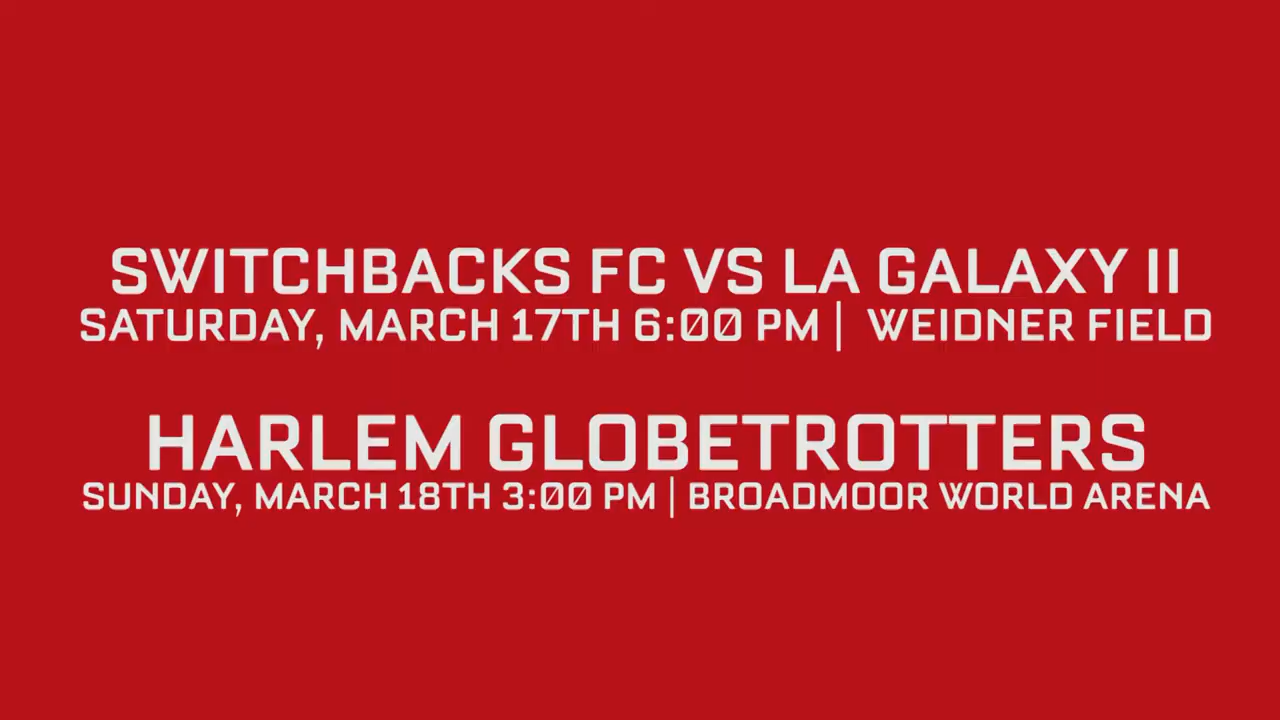 SWITCHBACKS FC VS LA GALAXY II
SATURDAY, MARCH 17TH 6:00 PM | WEIDNER FIELD
HARLEM GLOBETROTTERS
SUNDAY, MARCH 18TH 3:00 PM | BROADMOOR WORLD ARENA